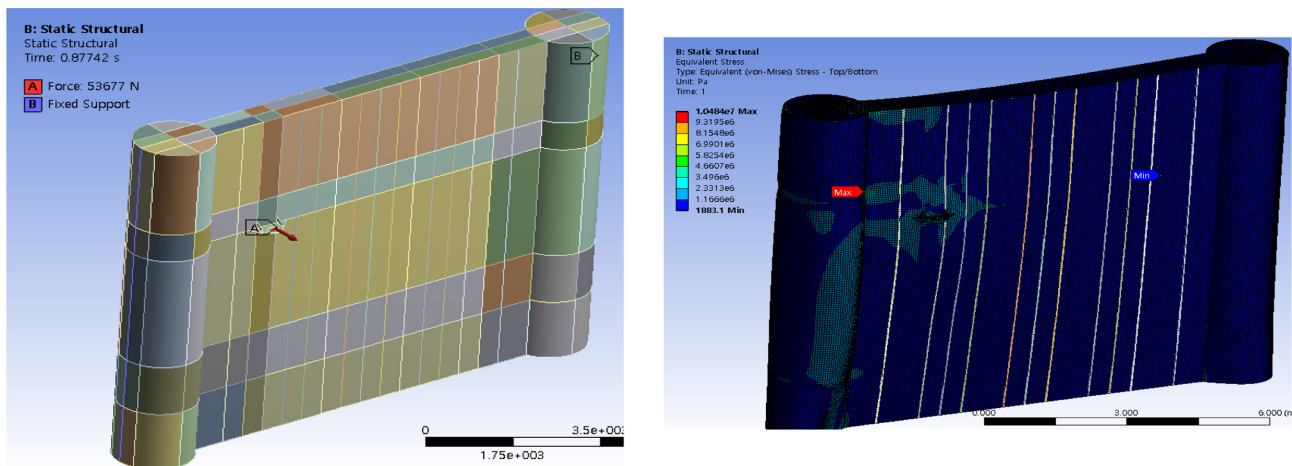 B: Static Structural
Static Structural
Time: 0.87742 s
A Force: 53677 N
B Fixed Support
B
A
0
3.5e+003
1.75e+003
B: Static Structural
Equivalent Stress
Type: Equivalent (von-Mises) Stress - Top/Bottom
Unit: Pa
Time: 1
1.0484e7 Max
9.3195e6
8.1548e6
6.9901e6
5.8254e6
4.6607e6
3.496e6
2.3313e6
1.1666e6
1883.1 Min
Max
Min
0.000
3.000
6.000 (m